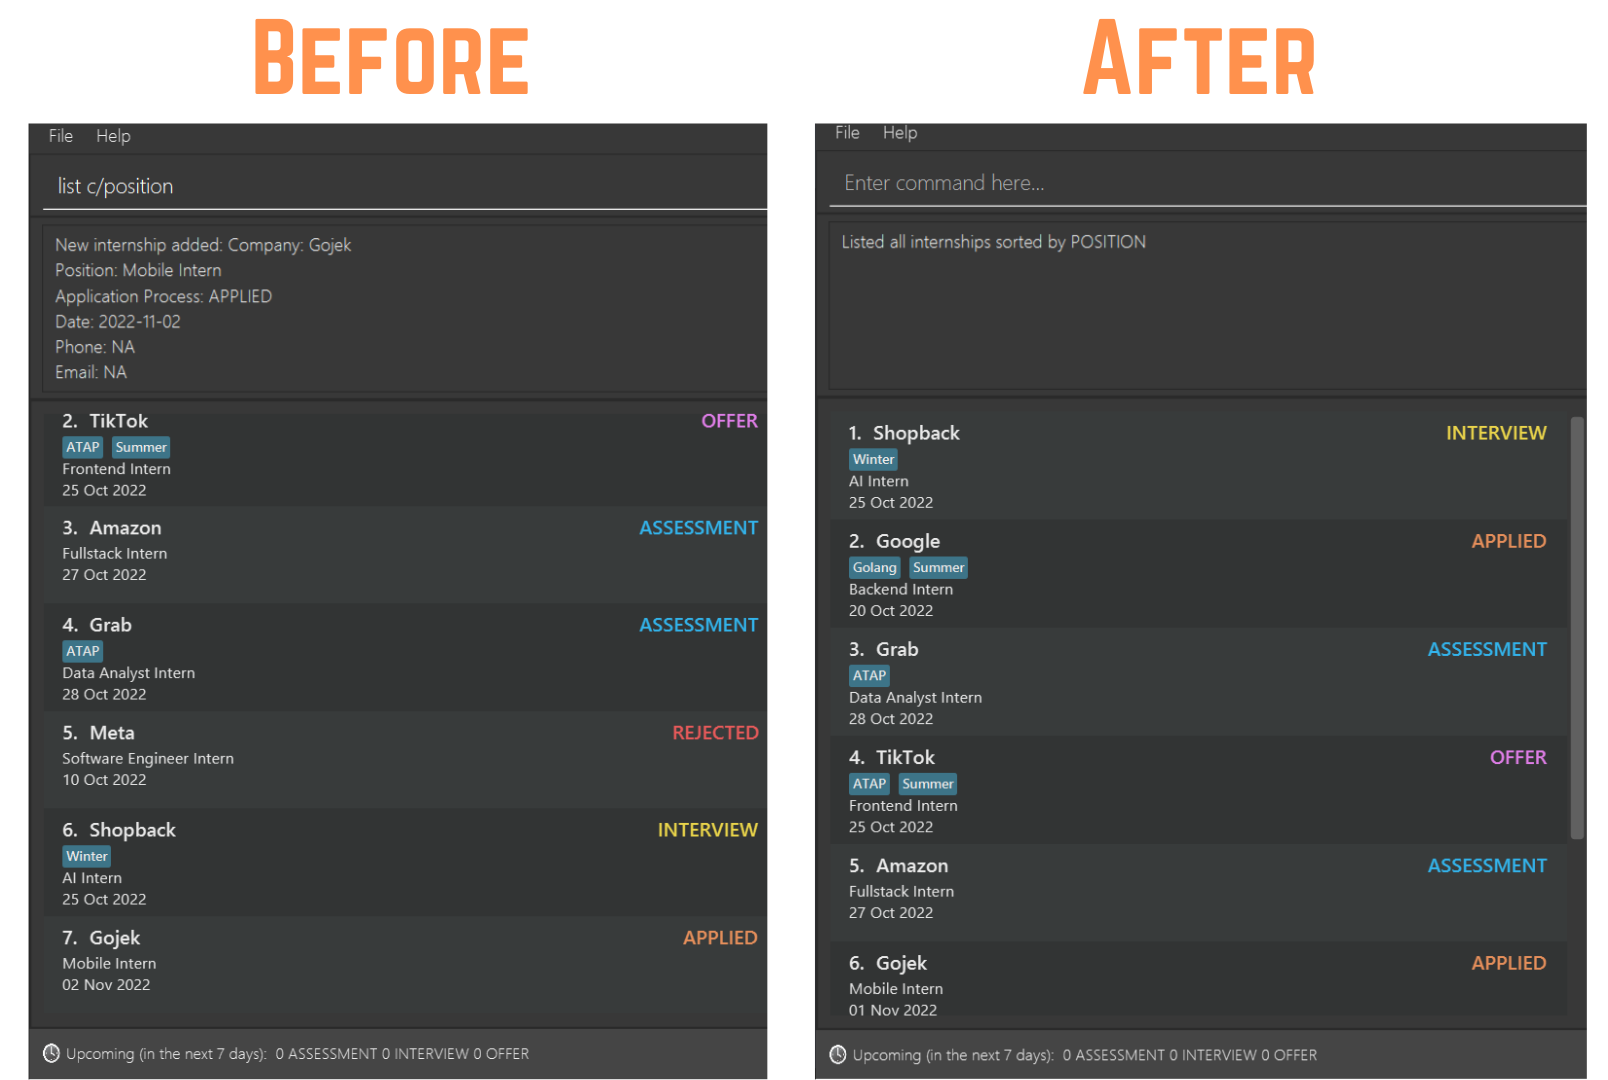 BEFORE
File Help
list c/position
New internship added: Company: Gojek
Position: Mobile Intern
Application Process: APPLIED
Date: 2022-11-02
Phone: NA
Email: NA
2. TikTok OFFER
ATAP Summer
Frontend Intern
25 Oct 2022
3. Amazon ASSESSMENT
Fullstack Intern
27 Oct 2022
4. Grab ASSESSMENT
ATAP
Data Analyst Intern
28 Oct 2022
5. Meta REJECTED
Software Engineer Intern
10 Oct 2022
6. Shopback INTERVIEW
Winter
AI Intern
25 Oct 2022
7. Gojek APPLIED
Mobile Intern
02 Nov 2022
Upcoming (in the next 7 days): 0 ASSESSMENT 0 INTERVIEW 0 OFFER
AFTER
File Help
Enter command here...
Listed all internships sorted by POSITION
1. Shopback INTERVIEW
Winter
AI Intern
25 Oct 2022
2. Google APPLIED
Golang Summer
Backend Intern
20 Oct 2022
3. Grab ASSESSMENT
ATAP
Data Analyst Intern
28 Oct 2022
4. TikTok OFFER
ATAP Summer
Frontend Intern
25 Oct 2022
5. Amazon ASSESSMENT
Fullstack Intern
27 Oct 2022
6. Gojek APPLIED
Mobile Intern
01 Nov 2022
Upcoming (in the next 7 days): 0 ASSESSMENT 0 INTERVIEW 0 OFFER